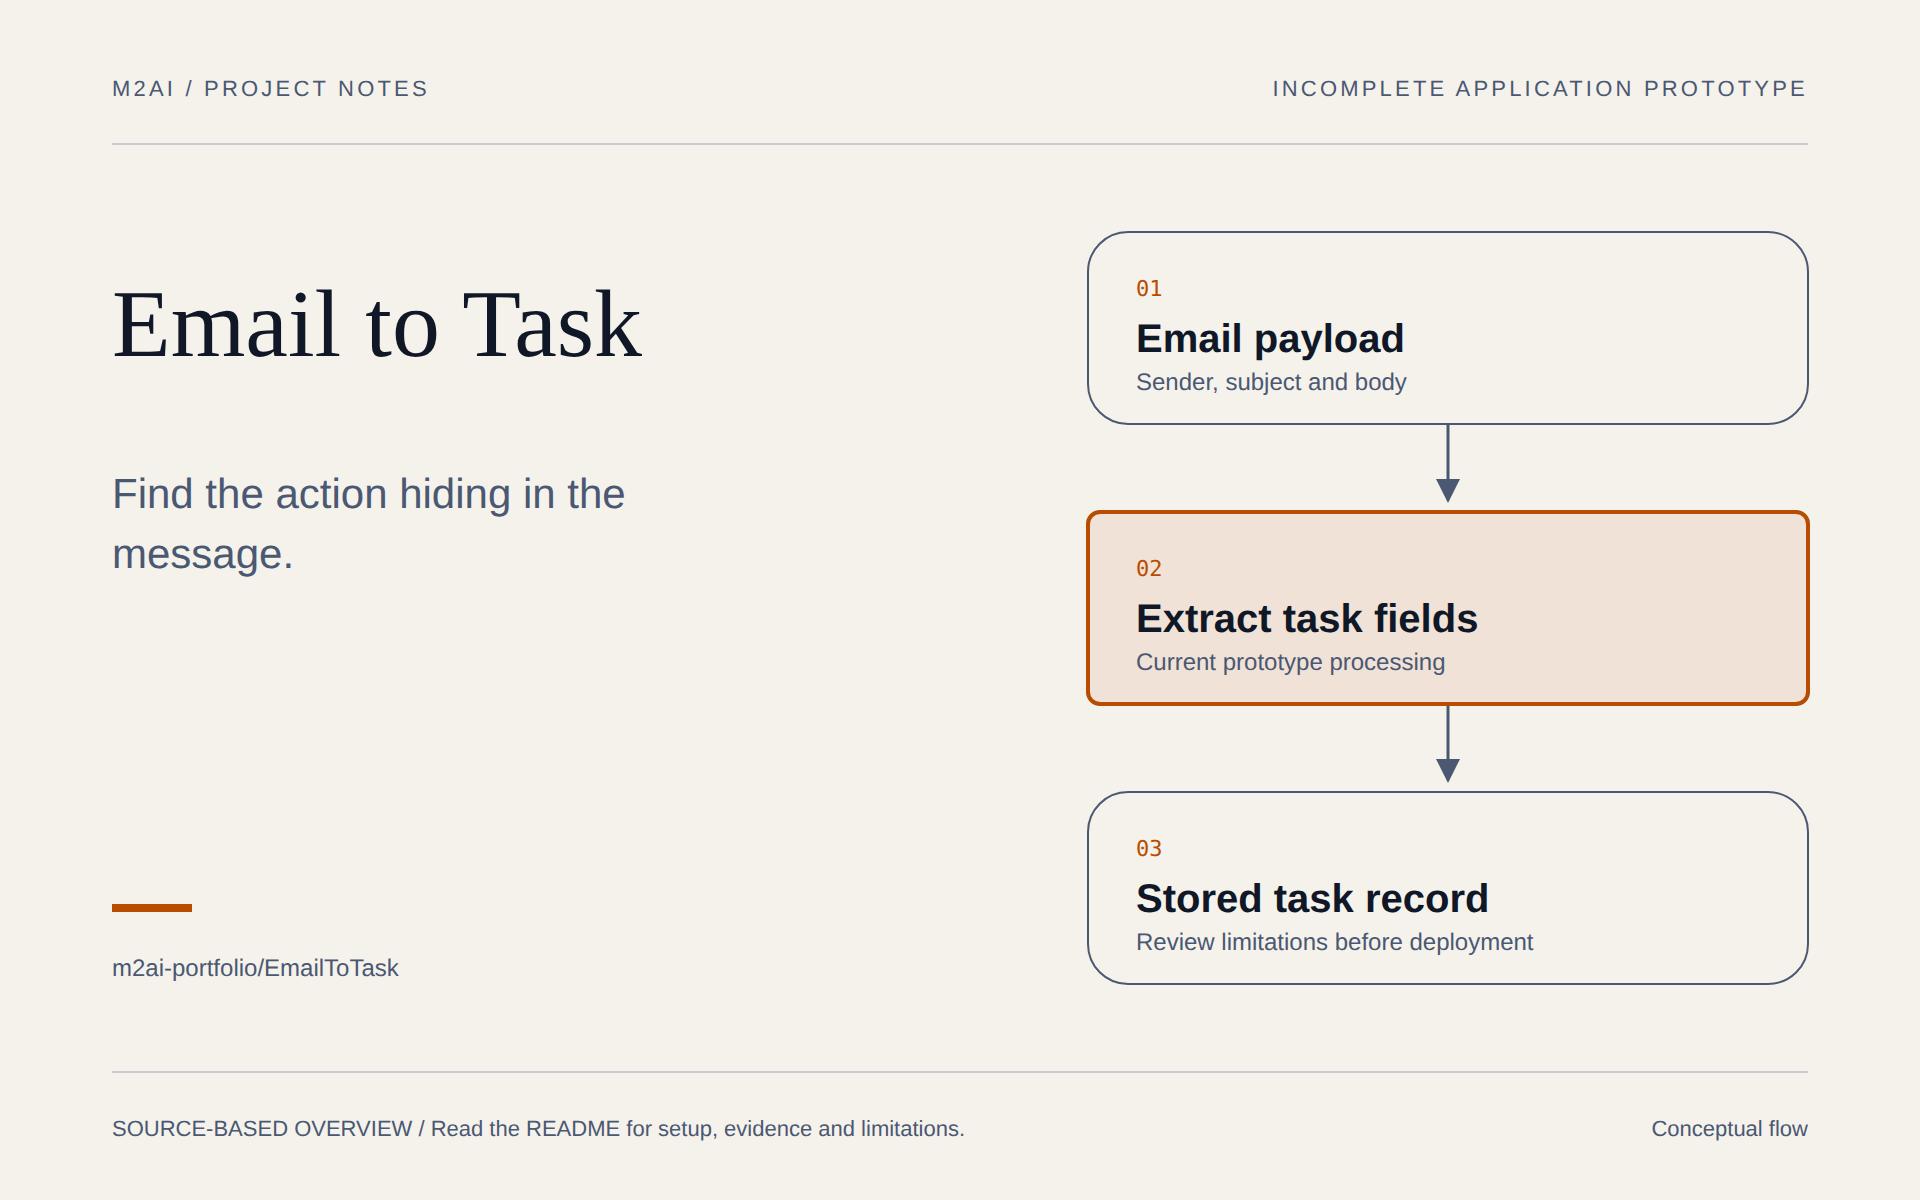 M2AI / PROJECT NOTES
INCOMPLETE APPLICATION PROTOTYPE
Email to Task
Find the action hiding in the
message.
m2ai-portfolio/EmailToTask
01
Email payload
Sender, subject and body
02
Extract task fields
Current prototype processing
03
Stored task record
Review limitations before deployment
SOURCE-BASED OVERVIEW / Read the README for setup, evidence and limitations.
Conceptual flow